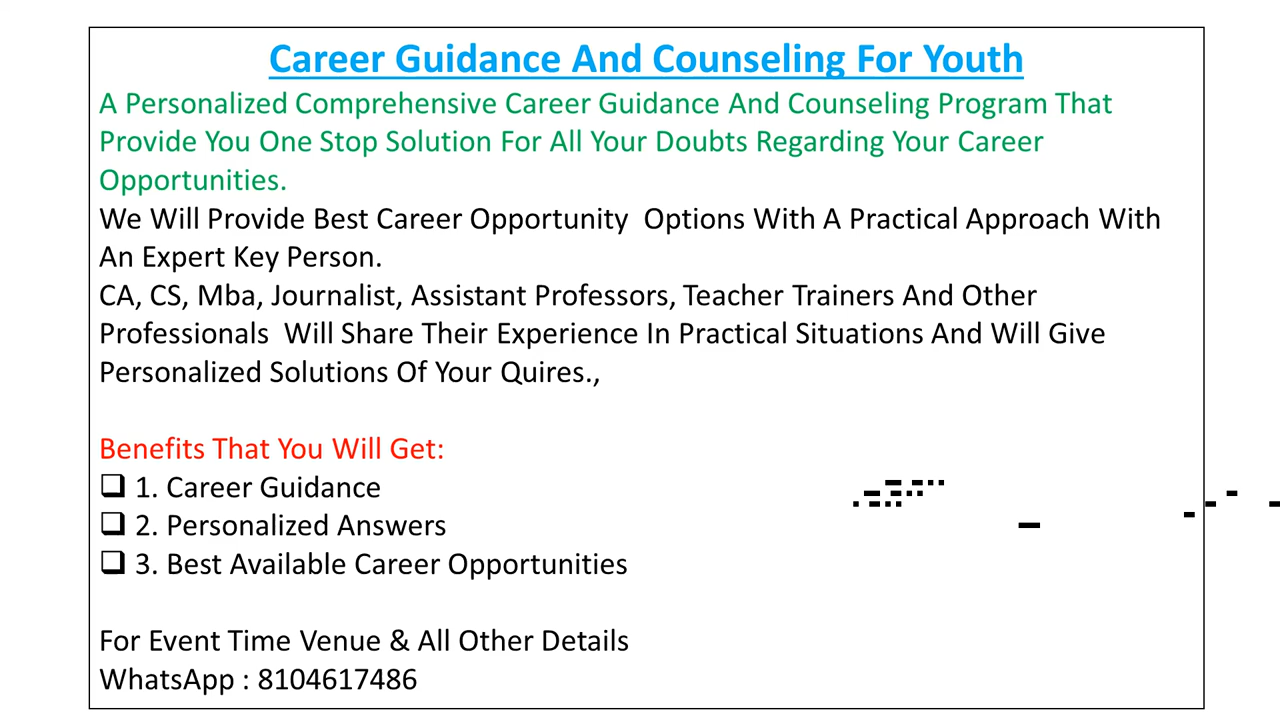 Career Guidance And Counseling For Youth
A Personalized Comprehensive Career Guidance And Counseling Program That
Provide You One Stop Solution For All Your Doubts Regarding Your Career
Opportunities.
We Will Provide Best Career Opportunity  Options With A Practical Approach With
An Expert Key Person.
CA, CS, Mba, Journalist, Assistant Professors, Teacher Trainers And Other
Professionals  Will Share Their Experience In Practical Situations And Will Give
Personalized Solutions Of Your Quires.,
Benefits That You Will Get:
❑ 1. Career Guidance
❑ 2. Personalized Answers
❑ 3. Best Available Career Opportunities
For Event Time Venue & All Other Details
WhatsApp : 8104617486